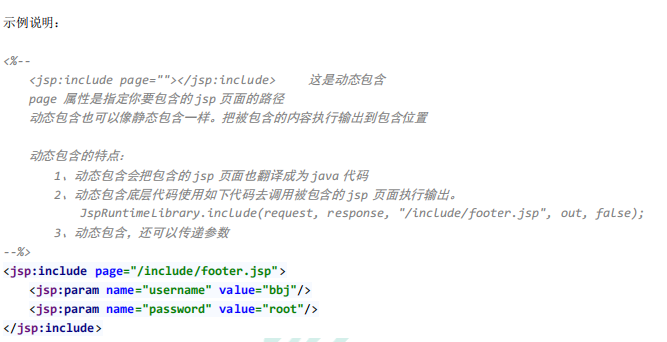 示例说明：
<%--
<jsp:include page=""></jsp:include> 这是动态包含
page 属性是指定你要包含的 jsp 页面的路径
动态包含也可以像静态包含一样。把被包含的内容执行输出到包含位置
动态包含的特点：
1、动态包含会把包含的 jsp 页面也翻译成为 java 代码
2、动态包含底层代码使用如下代码去调用被包含的 jsp 页面执行输出。
JspRuntimeLibrary.include(request, response, "/include/footer.jsp", out, false);
3、动态包含，还可以传递参数
--%>
<jsp:include page="/include/footer.jsp">
<jsp:param name="username" value="bbj"/>
<jsp:param name="password" value="root"/>
</jsp:include>